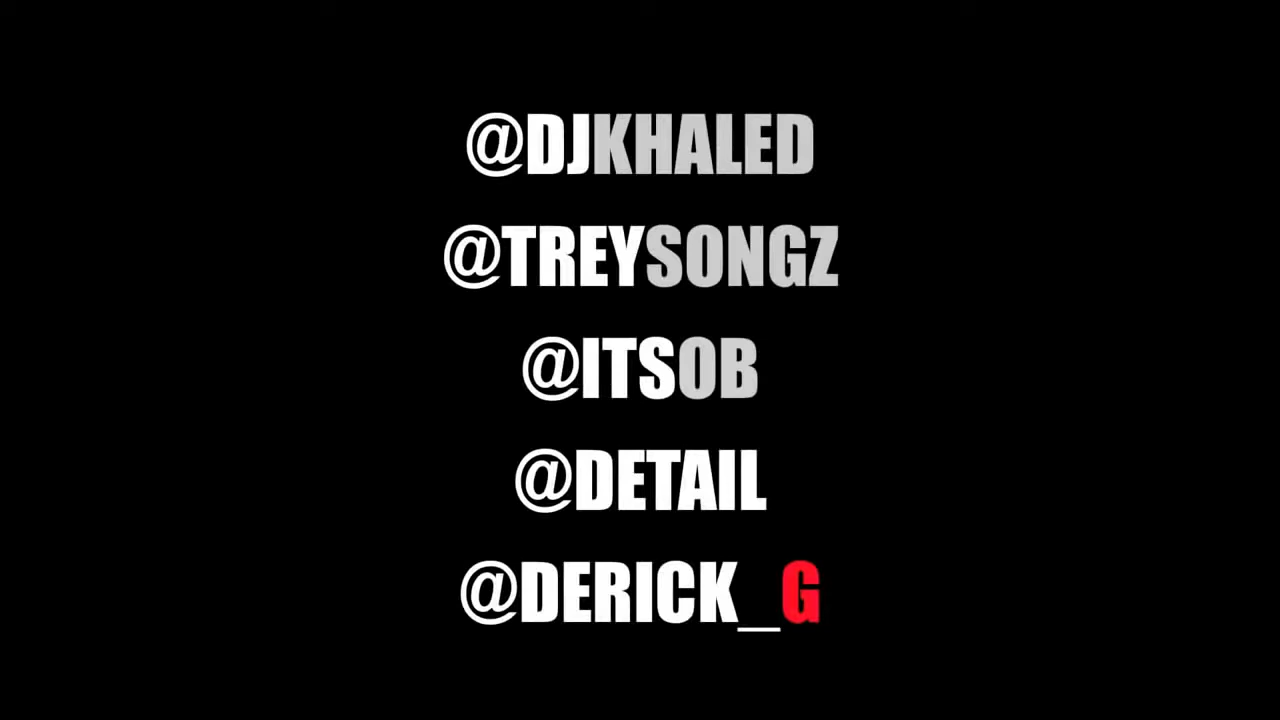 @DJKHALED
@TREYSONGZ
@ITSOB
@DETAIL
@DERICK_G